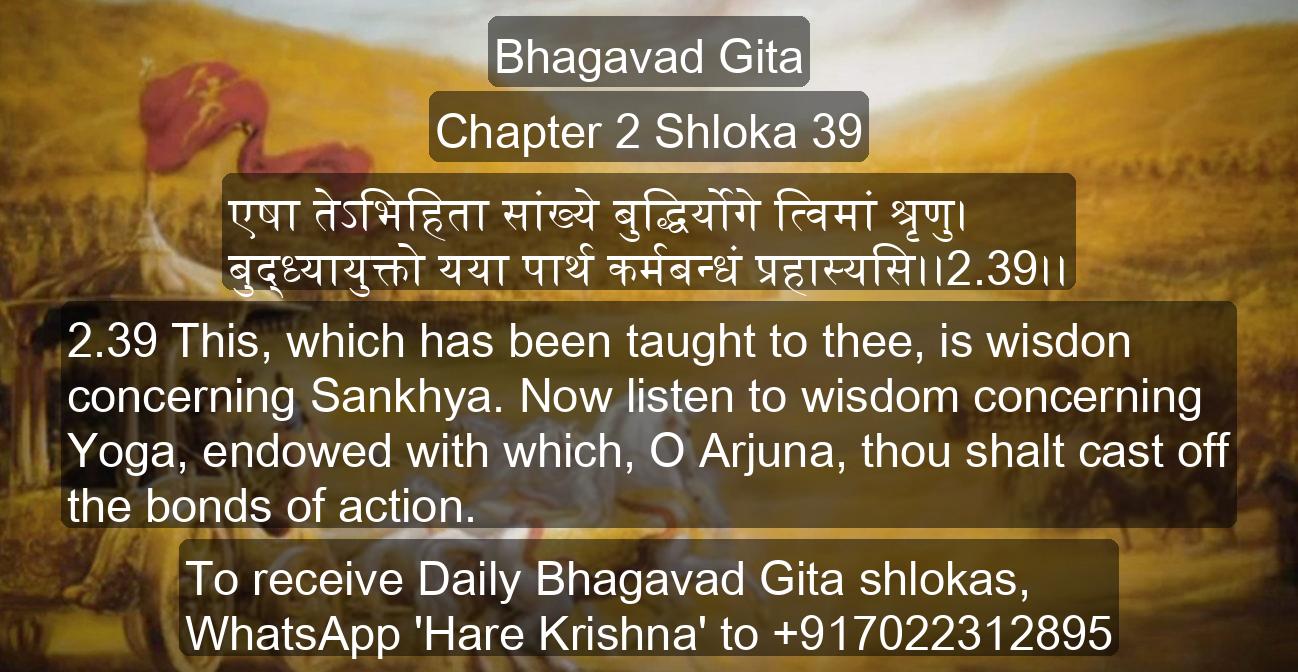 Bhagavad Gita
Chapter 2 Shloka 39
एषा तेऽभिहिता सांख्ये बुद्धिर्योगे त्विमां श्रृणु।
बुद्ध्यायुक्तो यया पार्थ कर्मबन्धं प्रहास्यसि।।2.39।।
2.39 This, which has been taught to thee, is wisdon
concerning Sankhya. Now listen to wisdom concerning
Yoga, endowed with which, O Arjuna, thou shalt cast off
the bonds of action.
To receive Daily Bhagavad Gita shlokas,
WhatsApp 'Hare Krishna' to +917022312895